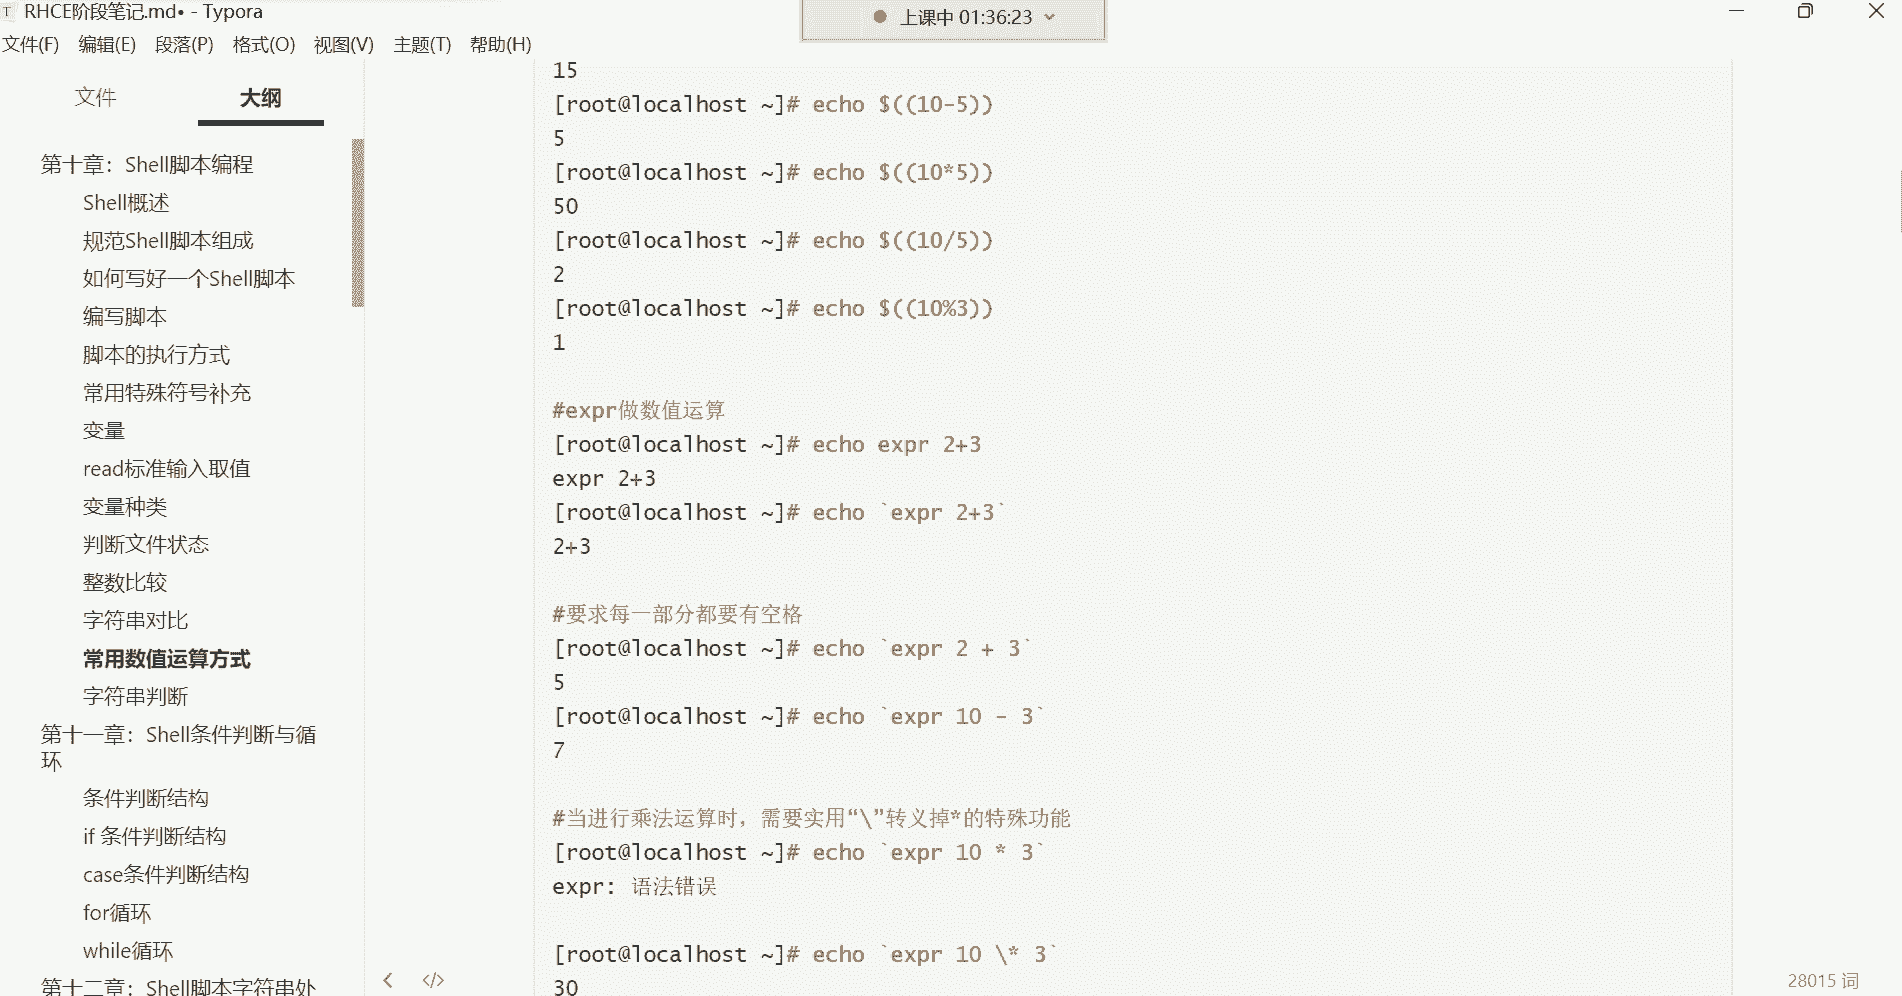 T RHCE阶段笔记.md• - Typora
上课中 01:36:23
文件(F) 编辑(E) 段落(P) 格式(O) 视图(V) 主题(T) 帮助(H)
文件 大纲
第十章：Shell脚本编程
Shell概述
规范Shell脚本组成
如何写好一个Shell脚本
编写脚本
脚本的执行方式
常用特殊符号补充
变量
read标准输入取值
变量种类
判断文件状态
整数比较
字符串对比
常用数值运算方式
字符串判断
第十一章：Shell条件判断与循
环
条件判断结构
if 条件判断结构
case条件判断结构
for循环
while循环
第十二章：Shell脚本字符串处
15
[root@localhost ~]# echo $((10-5))
5
[root@localhost ~]# echo $((10*5))
50
[root@localhost ~]# echo $((10/5))
2
[root@localhost ~]# echo $((10%3))
1
#expr做数值运算
[root@localhost ~]# echo expr 2+3
expr 2+3
[root@localhost ~]# echo `expr 2+3`
2+3
#要求每一部分都要有空格
[root@localhost ~]# echo `expr 2 + 3`
5
[root@localhost ~]# echo `expr 10 - 3`
7
#当进行乘法运算时，需要实用“\”转义掉*的特殊功能
[root@localhost ~]# echo `expr 10 * 3`
expr: 语法错误
[root@localhost ~]# echo `expr 10 \* 3`
30
28015 词